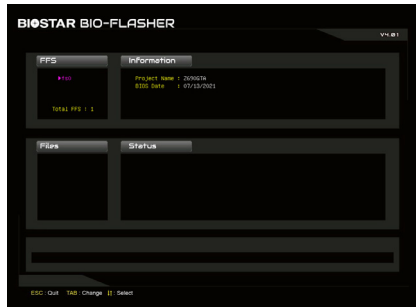 BIOSTAR BIO-FLASHER
V4.01
FFS
Information
Project Name : Z690GTA
BIOS Date : 07/13/2021
Total FFS : 1
Files
Status
ESC : Quit TAB : Change : Select